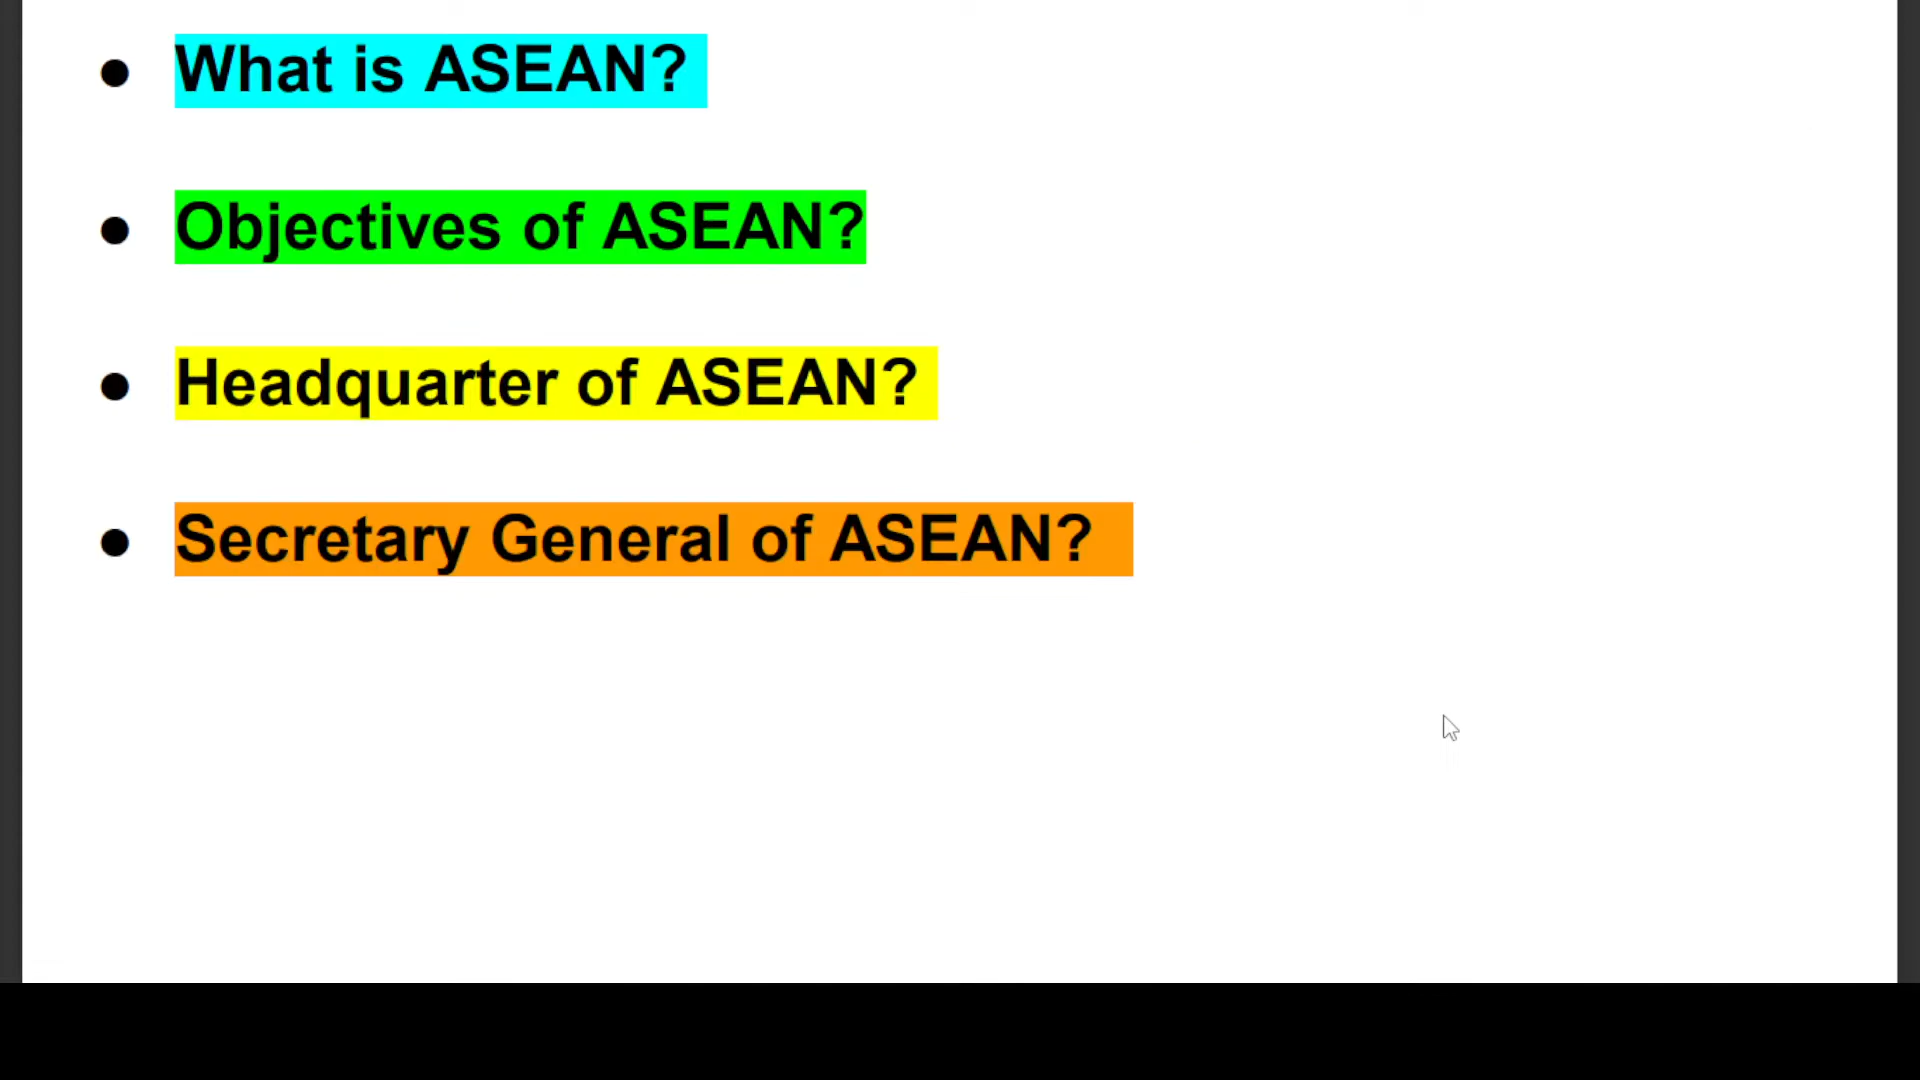 ● What is ASEAN?
● Objectives of ASEAN?
● Headquarter of ASEAN?
● Secretary General of ASEAN?